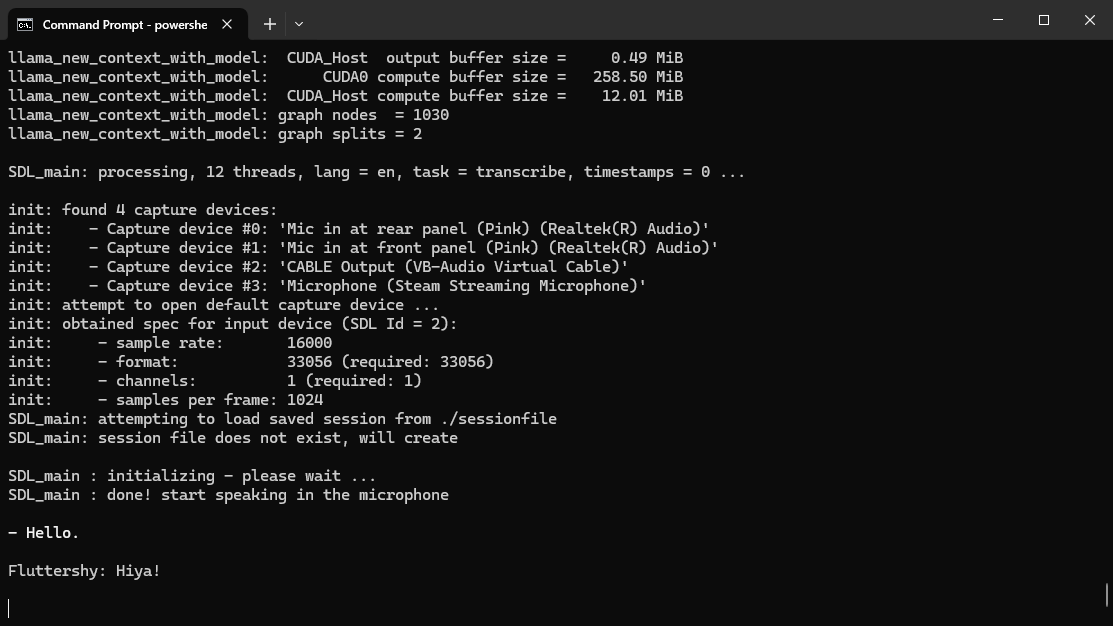 Command Prompt - powershe
llama_new_context_with_model:  CUDA_Host  output buffer size =     0.49 MiB
llama_new_context_with_model:      CUDA0 compute buffer size =   258.50 MiB
llama_new_context_with_model:  CUDA_Host compute buffer size =    12.01 MiB
llama_new_context_with_model: graph nodes  = 1030
llama_new_context_with_model: graph splits = 2
SDL_main: processing, 12 threads, lang = en, task = transcribe, timestamps = 0 ...
init: found 4 capture devices:
init:    - Capture device #0: 'Mic in at rear panel (Pink) (Realtek(R) Audio)'
init:    - Capture device #1: 'Mic in at front panel (Pink) (Realtek(R) Audio)'
init:    - Capture device #2: 'CABLE Output (VB-Audio Virtual Cable)'
init:    - Capture device #3: 'Microphone (Steam Streaming Microphone)'
init: attempt to open default capture device ...
init: obtained spec for input device (SDL Id = 2):
init:     - sample rate:       16000
init:     - format:            33056 (required: 33056)
init:     - channels:          1 (required: 1)
init:     - samples per frame: 1024
SDL_main: attempting to load saved session from ./sessionfile
SDL_main: session file does not exist, will create
SDL_main : initializing - please wait ...
SDL_main : done! start speaking in the microphone
- Hello.
Fluttershy: Hiya!